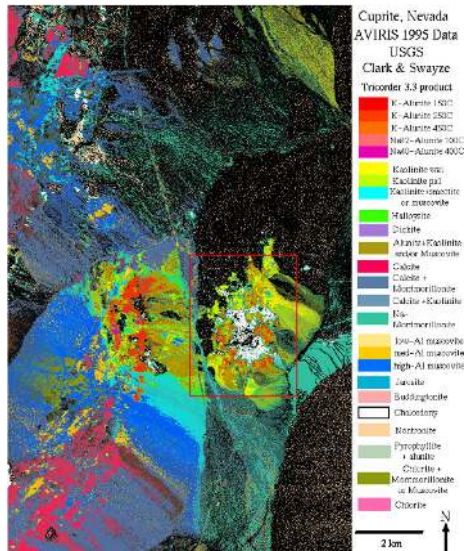 Cuprite, Nevada
AVIRIS 1995 Data
USGS
Clark & Swayze
Tricorder 3.3 product
K-Alunite 150C
K-Alunite 250C
K-Alunite 450C
Na82-Alunite 100C
Na40-Alunite 400C
Kaolinite wxl
Kaolinite pxl
Kaolinite+smectite
or muscovite
Halloysite
Dickite
Alunite+Kaolinite
and/or Muscovite
Calcite
Calcite +
Montmorillonite
Calcite +Kaolinite
Na-
Montmorillonite
low-Al muscovite
med-Al muscovite
high-Al muscovite
Jarosite
Buddingtonite
Chalcedony
Nontronite
Pyrophyllite
+ alunite
Chlorite +
Montmorillonite
or Muscovite
Chlorite
N
2 km